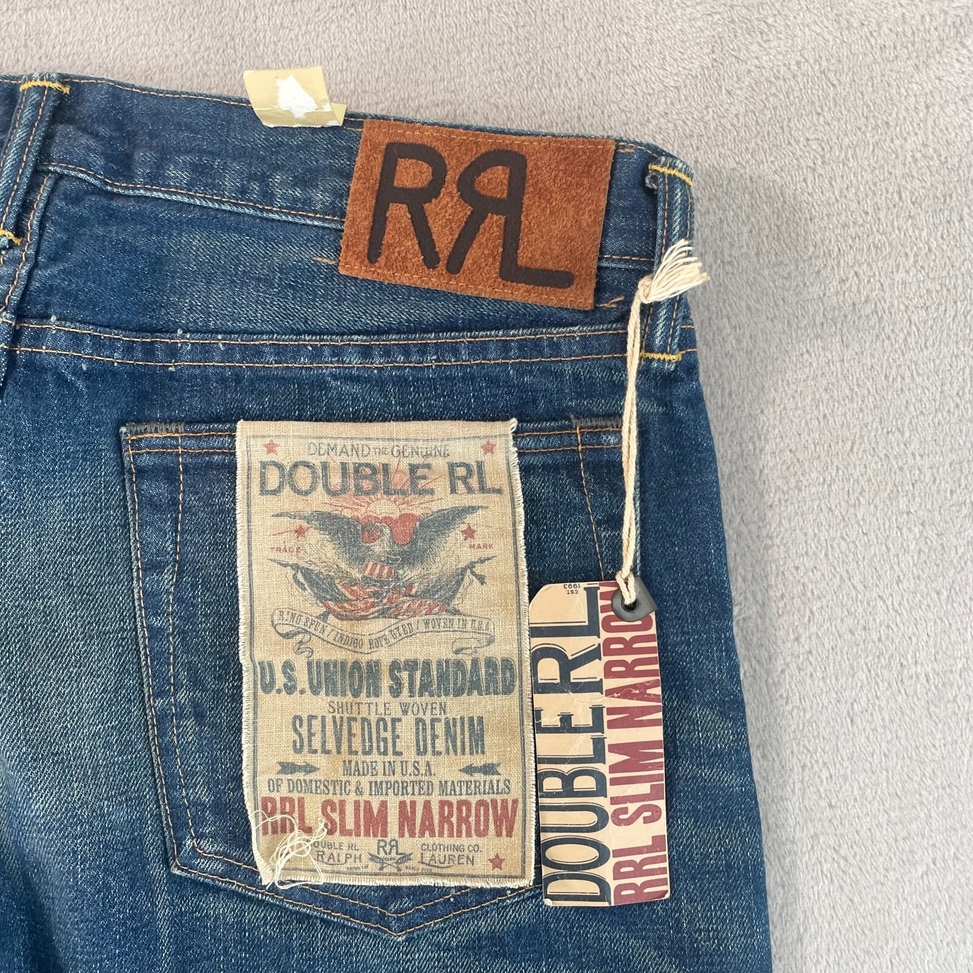 RRL
DEMAND THE GENUINE
DOUBLE RL
TRADE MARK
RING SPUN / INDIGO ROPE DYED / WOVEN IN U.S.A.
U.S. UNION STANDARD
SHUTTLE WOVEN
SELVEDGE DENIM
MADE IN U.S.A.
OF DOMESTIC & IMPORTED MATERIALS
RRL SLIM NARROW
DOUBLE RL RRL CLOTHING CO.
RALPH LAUREN
EST. 1993
DOUBLE RL
RRL SLIM NARROW